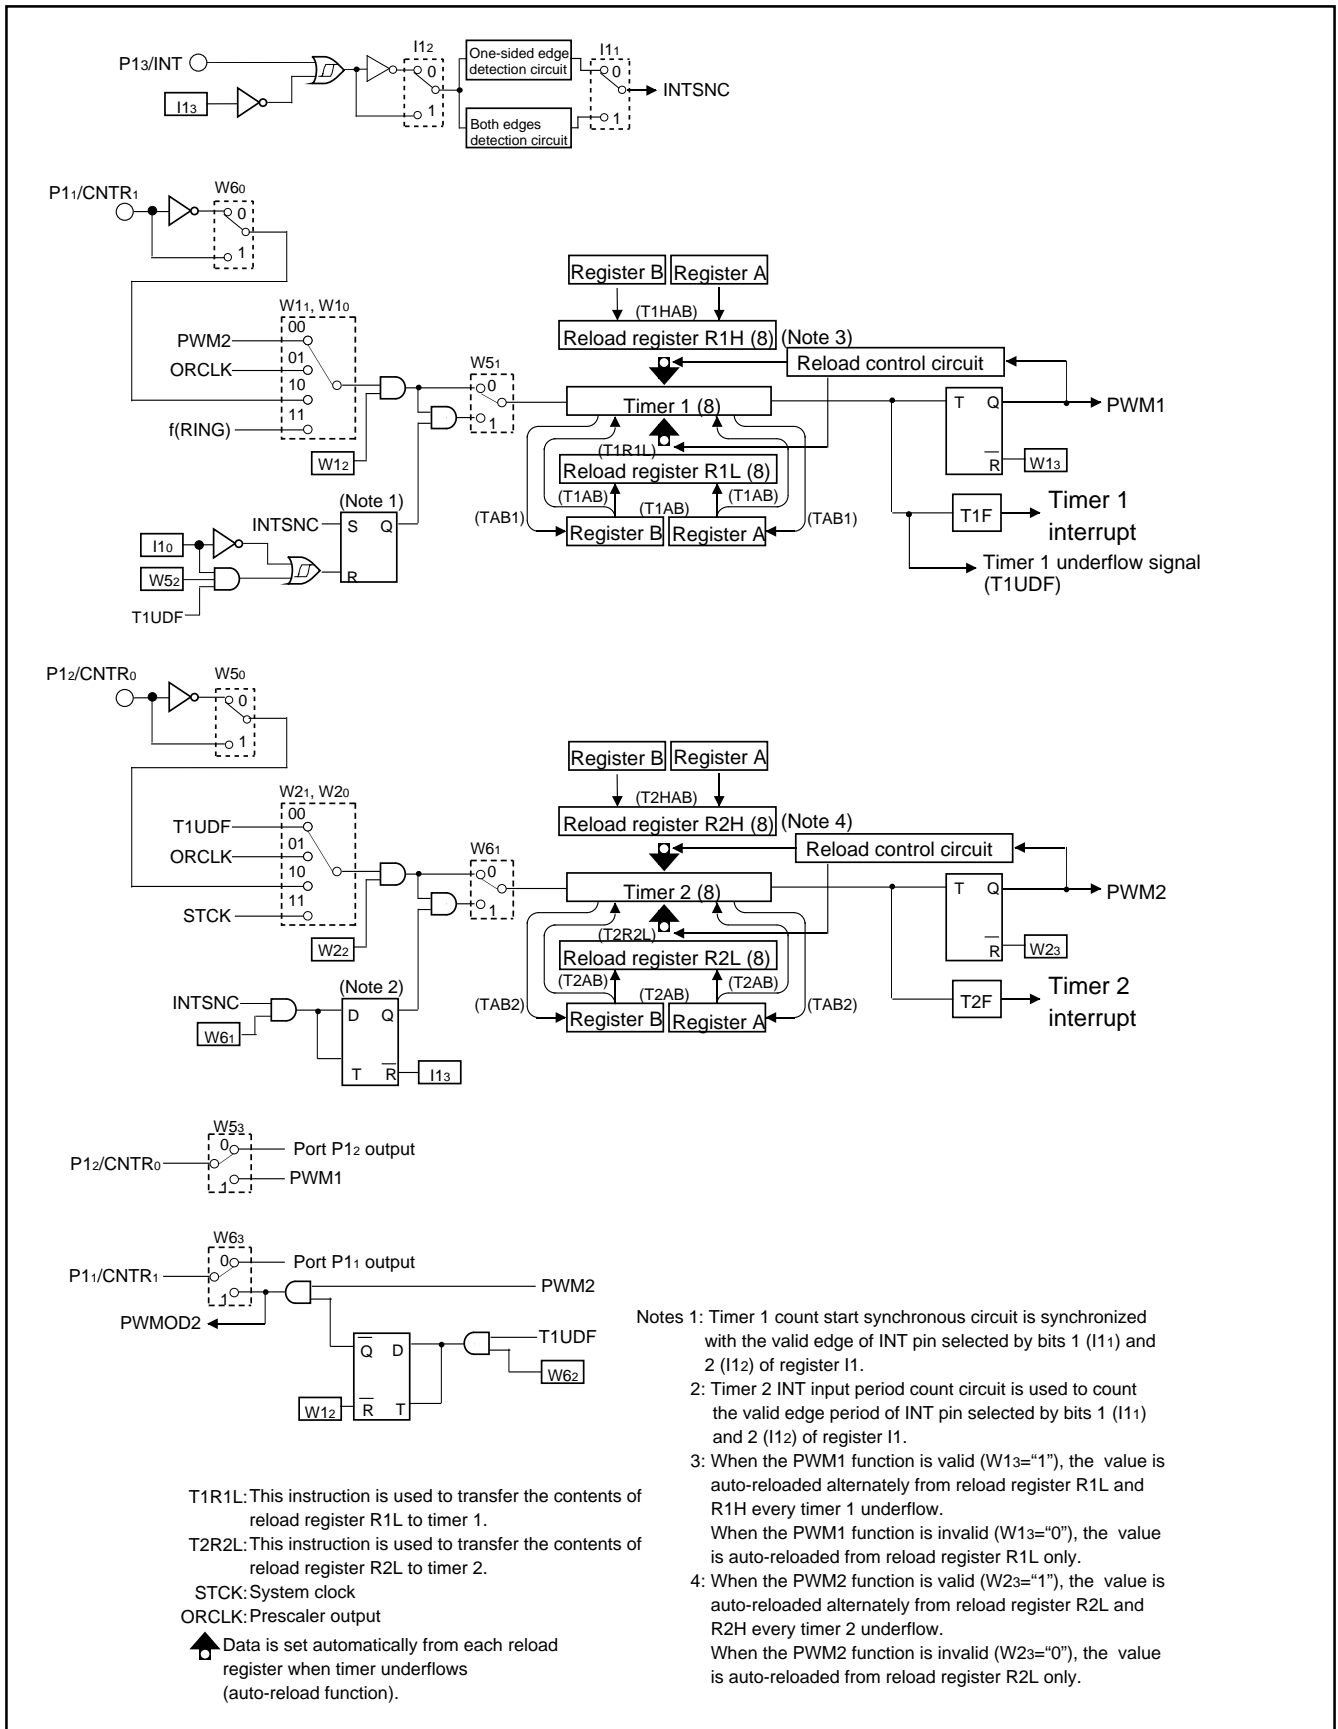 P13/INT
I13
I12
0
1
One-sided edge
detection circuit
Both edges
detection circuit
I11
0
1
INTSNC
P11/CNTR1
W60
0
1
W11, W10
00
01
10
11
PWM2
ORCLK
f(RING)
W12
W51
0
1
(Note 1)
INTSNC
S Q
R
I10
W52
T1UDF
Register B
Register A
(T1HAB)
Reload register R1H (8)
(Note 3)
Reload control circuit
Timer 1 (8)
(T1R1L)
Reload register R1L (8)
(T1AB)
(T1AB)
(T1AB)
(TAB1)
Register B
Register A
(TAB1)
T Q
R
PWM1
W13
T1F
Timer 1
interrupt
Timer 1 underflow signal
(T1UDF)
P12/CNTR0
W50
0
1
W21, W20
00
01
10
11
T1UDF
ORCLK
STCK
W22
W61
0
1
(Note 2)
INTSNC
W61
D Q
T R
I13
Register B
Register A
(T2HAB)
Reload register R2H (8)
(Note 4)
Reload control circuit
Timer 2 (8)
(T2R2L)
Reload register R2L (8)
(T2AB)
(T2AB)
(T2AB)
(TAB2)
Register B
Register A
(TAB2)
T Q
R
PWM2
W23
T2F
Timer 2
interrupt
W53
P12/CNTR0
0
1
Port P12 output
PWM1
W63
P11/CNTR1
0
1
Port P11 output
PWM2
PWMOD2
Q D
R T
T1UDF
W62
W12
T1R1L: This instruction is used to transfer the contents of
reload register R1L to timer 1.
T2R2L: This instruction is used to transfer the contents of
reload register R2L to timer 2.
STCK: System clock
ORCLK: Prescaler output
Data is set automatically from each reload
register when timer underflows
(auto-reload function).
Notes 1: Timer 1 count start synchronous circuit is synchronized
with the valid edge of INT pin selected by bits 1 (I11) and
2 (I12) of register I1.
2: Timer 2 INT input period count circuit is used to count
the valid edge period of INT pin selected by bits 1 (I11)
and 2 (I12) of register I1.
3: When the PWM1 function is valid (W13=“1”), the value is
auto-reloaded alternately from reload register R1L and
R1H every timer 1 underflow.
When the PWM1 function is invalid (W13=“0”), the value
is auto-reloaded from reload register R1L only.
4: When the PWM2 function is valid (W23=“1”), the value is
auto-reloaded alternately from reload register R2L and
R2H every timer 2 underflow.
When the PWM2 function is invalid (W23=“0”), the value
is auto-reloaded from reload register R2L only.